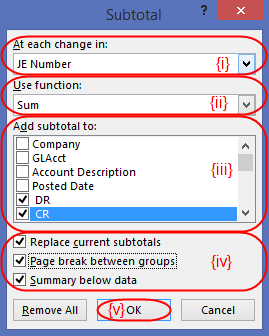 Subtotal ? ×
At each change in:
JE Number {i}
Use function:
Sum {ii}
Add subtotal to:
Company
GLAcct
Account Description {iii}
Posted Date
DR
CR
Replace current subtotals
Page break between groups {iv}
Summary below data
Remove All {v} OK Cancel